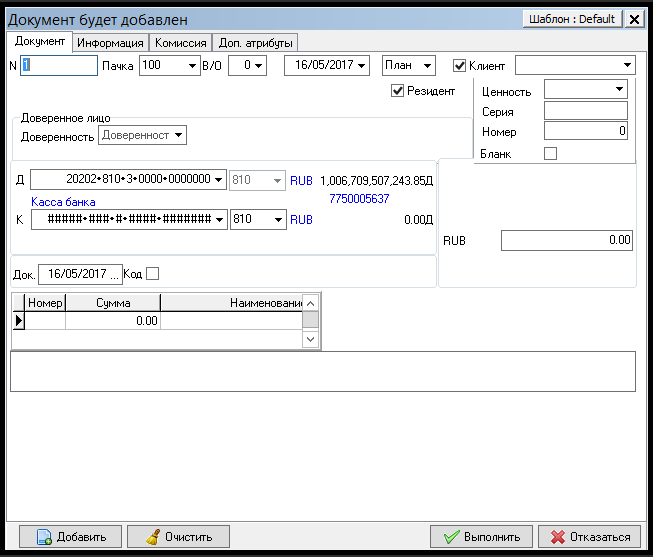 Документ будет добавлен Шаблон : Default
Документ Информация Комиссия Доп. атрибуты
N 1 Пачка 100 В/О 0 16/05/2017 План Клиент
Резидент Ценность
Серия
Доверенное лицо
Доверенность Доверенност Номер 0
Бланк
Д 20202*810*3*0000*0000000 810 RUB 1,006,709,507,243.85Д
Касса банка 7750005637
К #####*###*#*####*####### 810 RUB 0.00Д
RUB 0.00
Док. 16/05/2017 ... Код
Номер Сумма Наименование
0.00
Добавить Очистить Выполнить Отказаться